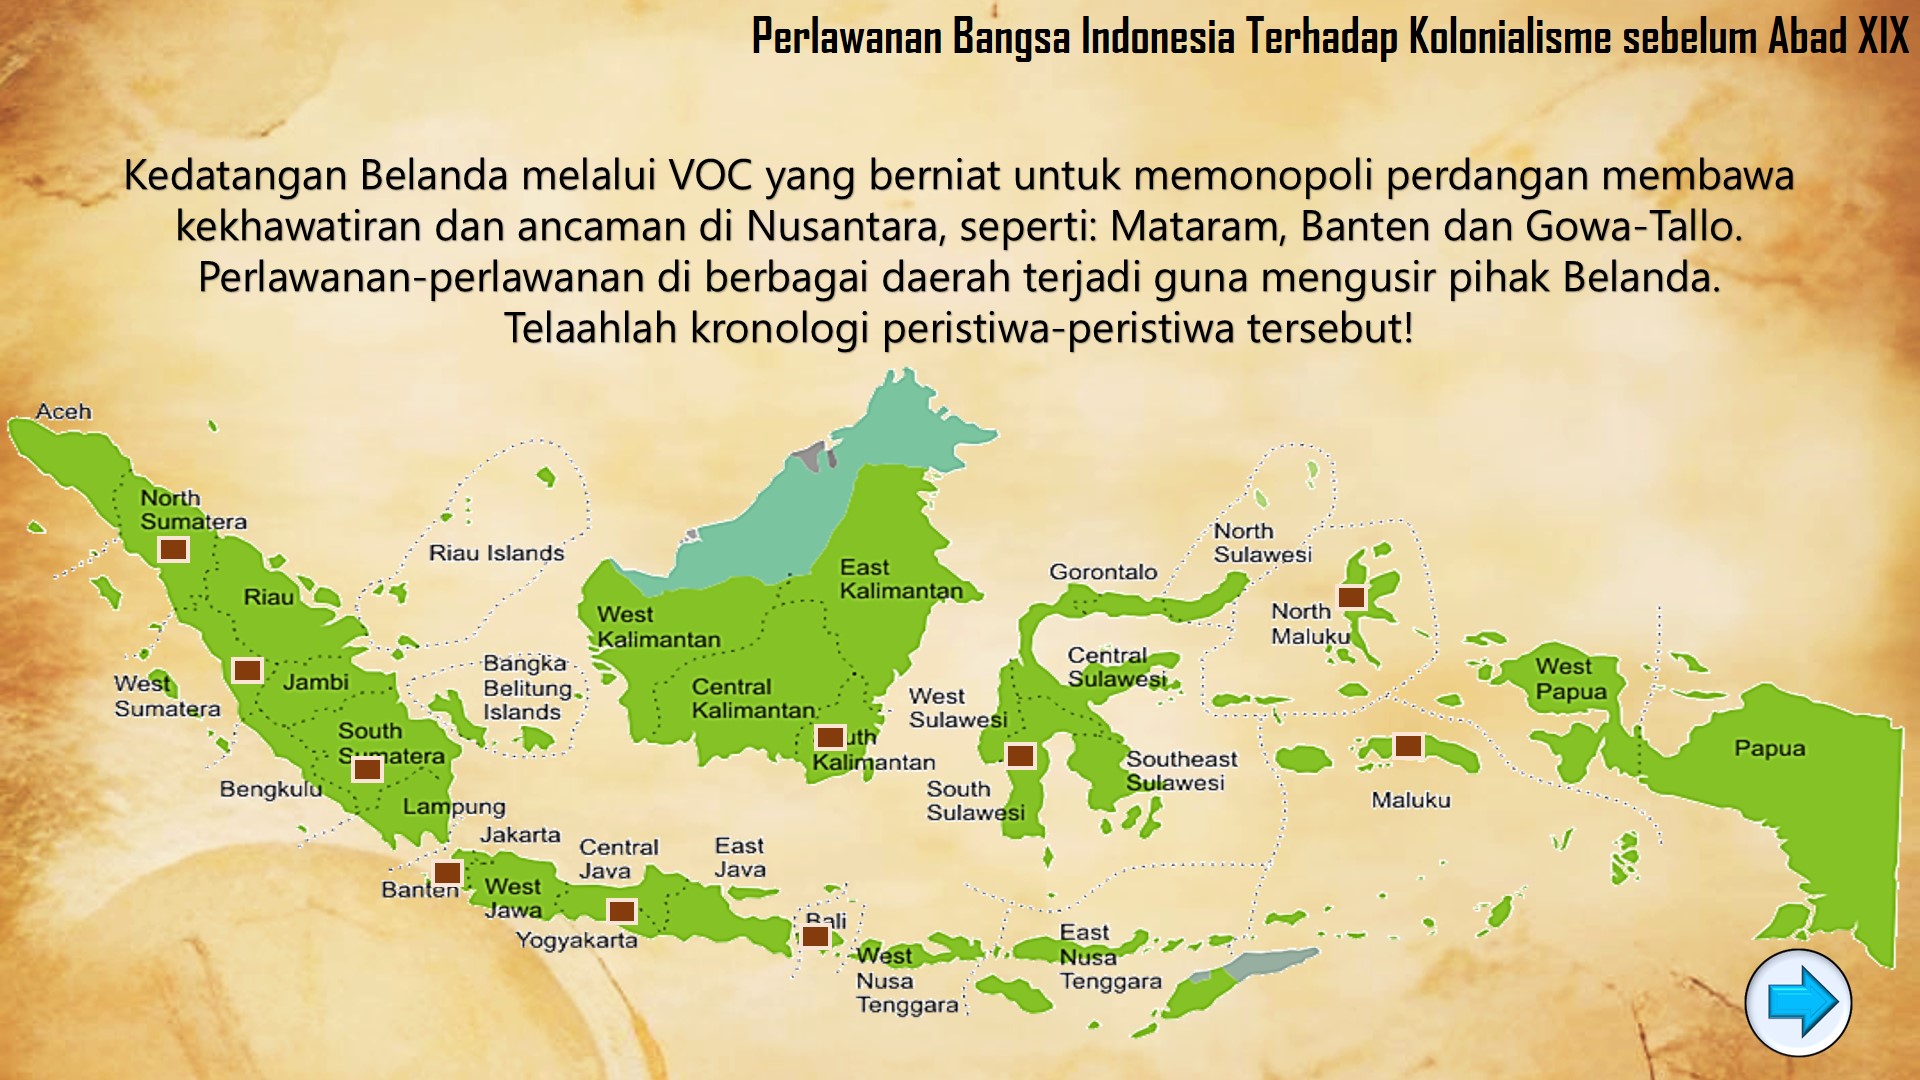 Perlawanan Bangsa Indonesia Terhadap Kolonialisme sebelum Abad XIX
Kedatangan Belanda melalui VOC yang berniat untuk memonopoli perdangan membawa
kekhawatiran dan ancaman di Nusantara, seperti: Mataram, Banten dan Gowa-Tallo.
Perlawanan-perlawanan di berbagai daerah terjadi guna mengusir pihak Belanda.
Telaahlah kronologi peristiwa-peristiwa tersebut!
Aceh
North
Sumatera
Riau Islands
Riau
West
Sumatera
Jambi
Bangka
Belitung
Islands
South
Sumatera
Bengkulu
Lampung
Jakarta
Banten
West
Jawa
Central
Java
Yogyakarta
East
Java
Bali
West
Nusa
Tenggara
East
Nusa
Tenggara
West
Kalimantan
Central
Kalimantan
East
Kalimantan
uth
Kalimantan
Gorontalo
North
Sulawesi
Central
Sulawesi
West
Sulawesi
South
Sulawesi
Southeast
Sulawesi
North
Maluku
Maluku
West
Papua
Papua